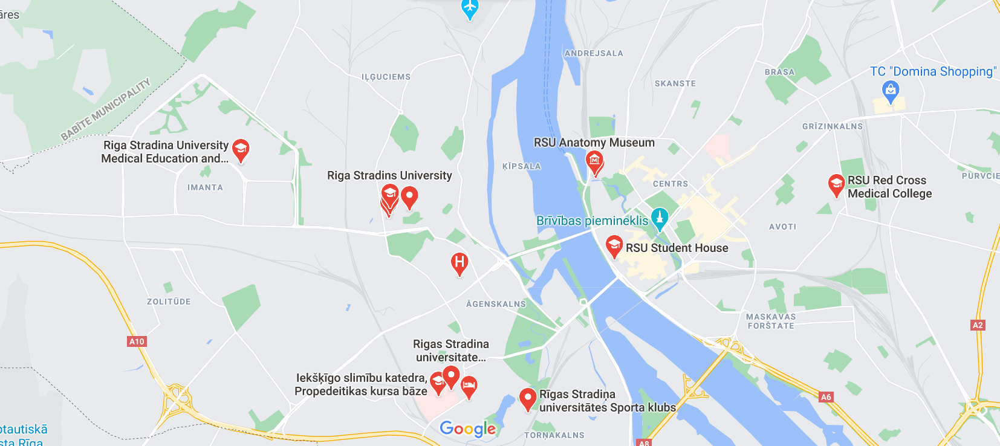 āres
ANDREJSALA
IĻĢUCIEMS
SKANSTE
BRASA
TC "Domina Shopping"
BABĪTE MUNICIPALITY
GRĪZIŅKALNS
Riga Stradina University
Medical Education and...
RSU Anatomy Museum
ĶĪPSALA
IMANTA
Riga Stradins University
CENTRS
RSU Red Cross
Medical College
PURVCIE
Brīvības piemineklis
AVOTI
RSU Student House
H
ZOLITŪDE
ĀGENSKALNS
MASKAVAS
FORŠTATE
A2
A10
Rigas Stradina
universitate...
Iekšķīgo slimību katedra,
Propedeitikas kursa bāze
Rīgas Stradina
universitātes Sporta klubs
A6
Google
TORŅAKALNS
A8
otautiskā
sta Rīga